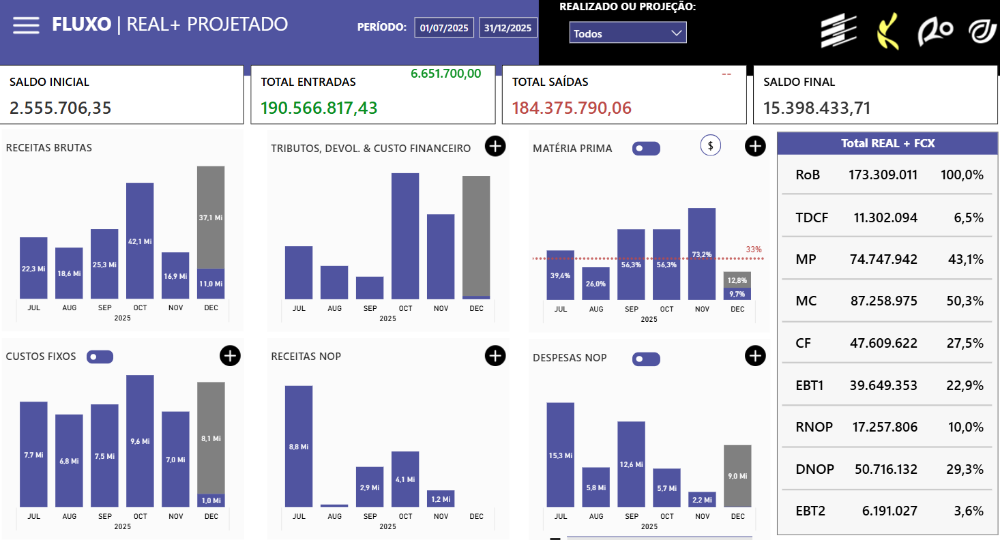 FLUXO | REAL+ PROJETADO
PERÍODO: 01/07/2025 31/12/2025
REALIZADO OU PROJEÇÃO:
Todos
SALDO INICIAL
2.555.706,35
6.651.700,00
TOTAL ENTRADAS
190.566.817,43
--
TOTAL SAÍDAS
184.375.790,06
SALDO FINAL
15.398.433,71
RECEITAS BRUTAS
37,1 Mi
42,1 Mi
22,3 Mi 18,6 Mi 25,3 Mi 16,9 Mi 11,0 Mi
JUL AUG SEP OCT NOV DEC
2025
TRIBUTOS, DEVOL. & CUSTO FINANCEIRO
JUL AUG SEP OCT NOV DEC
2025
MATÉRIA PRIMA $
33%
39,4% 26,0% 56,3% 56,3% 73,2% 12,8%
9,7%
JUL AUG SEP OCT NOV DEC
2025
CUSTOS FIXOS
7,7 Mi 6,8 Mi 7,5 Mi 9,6 Mi 7,0 Mi 8,1 Mi
1,0 Mi
JUL AUG SEP OCT NOV DEC
2025
RECEITAS NOP
8,8 Mi 2,9 Mi 4,1 Mi 1,2 Mi
JUL AUG SEP OCT NOV DEC
2025
DESPESAS NOP
15,3 Mi 5,8 Mi 12,6 Mi 5,7 Mi 2,2 Mi 9,0 Mi
JUL AUG SEP OCT NOV DEC
2025
Total REAL + FCX
RoB 173.309.011 100,0%
TDCF 11.302.094 6,5%
MP 74.747.942 43,1%
MC 87.258.975 50,3%
CF 47.609.622 27,5%
EBT1 39.649.353 22,9%
RNOP 17.257.806 10,0%
DNOP 50.716.132 29,3%
EBT2 6.191.027 3,6%